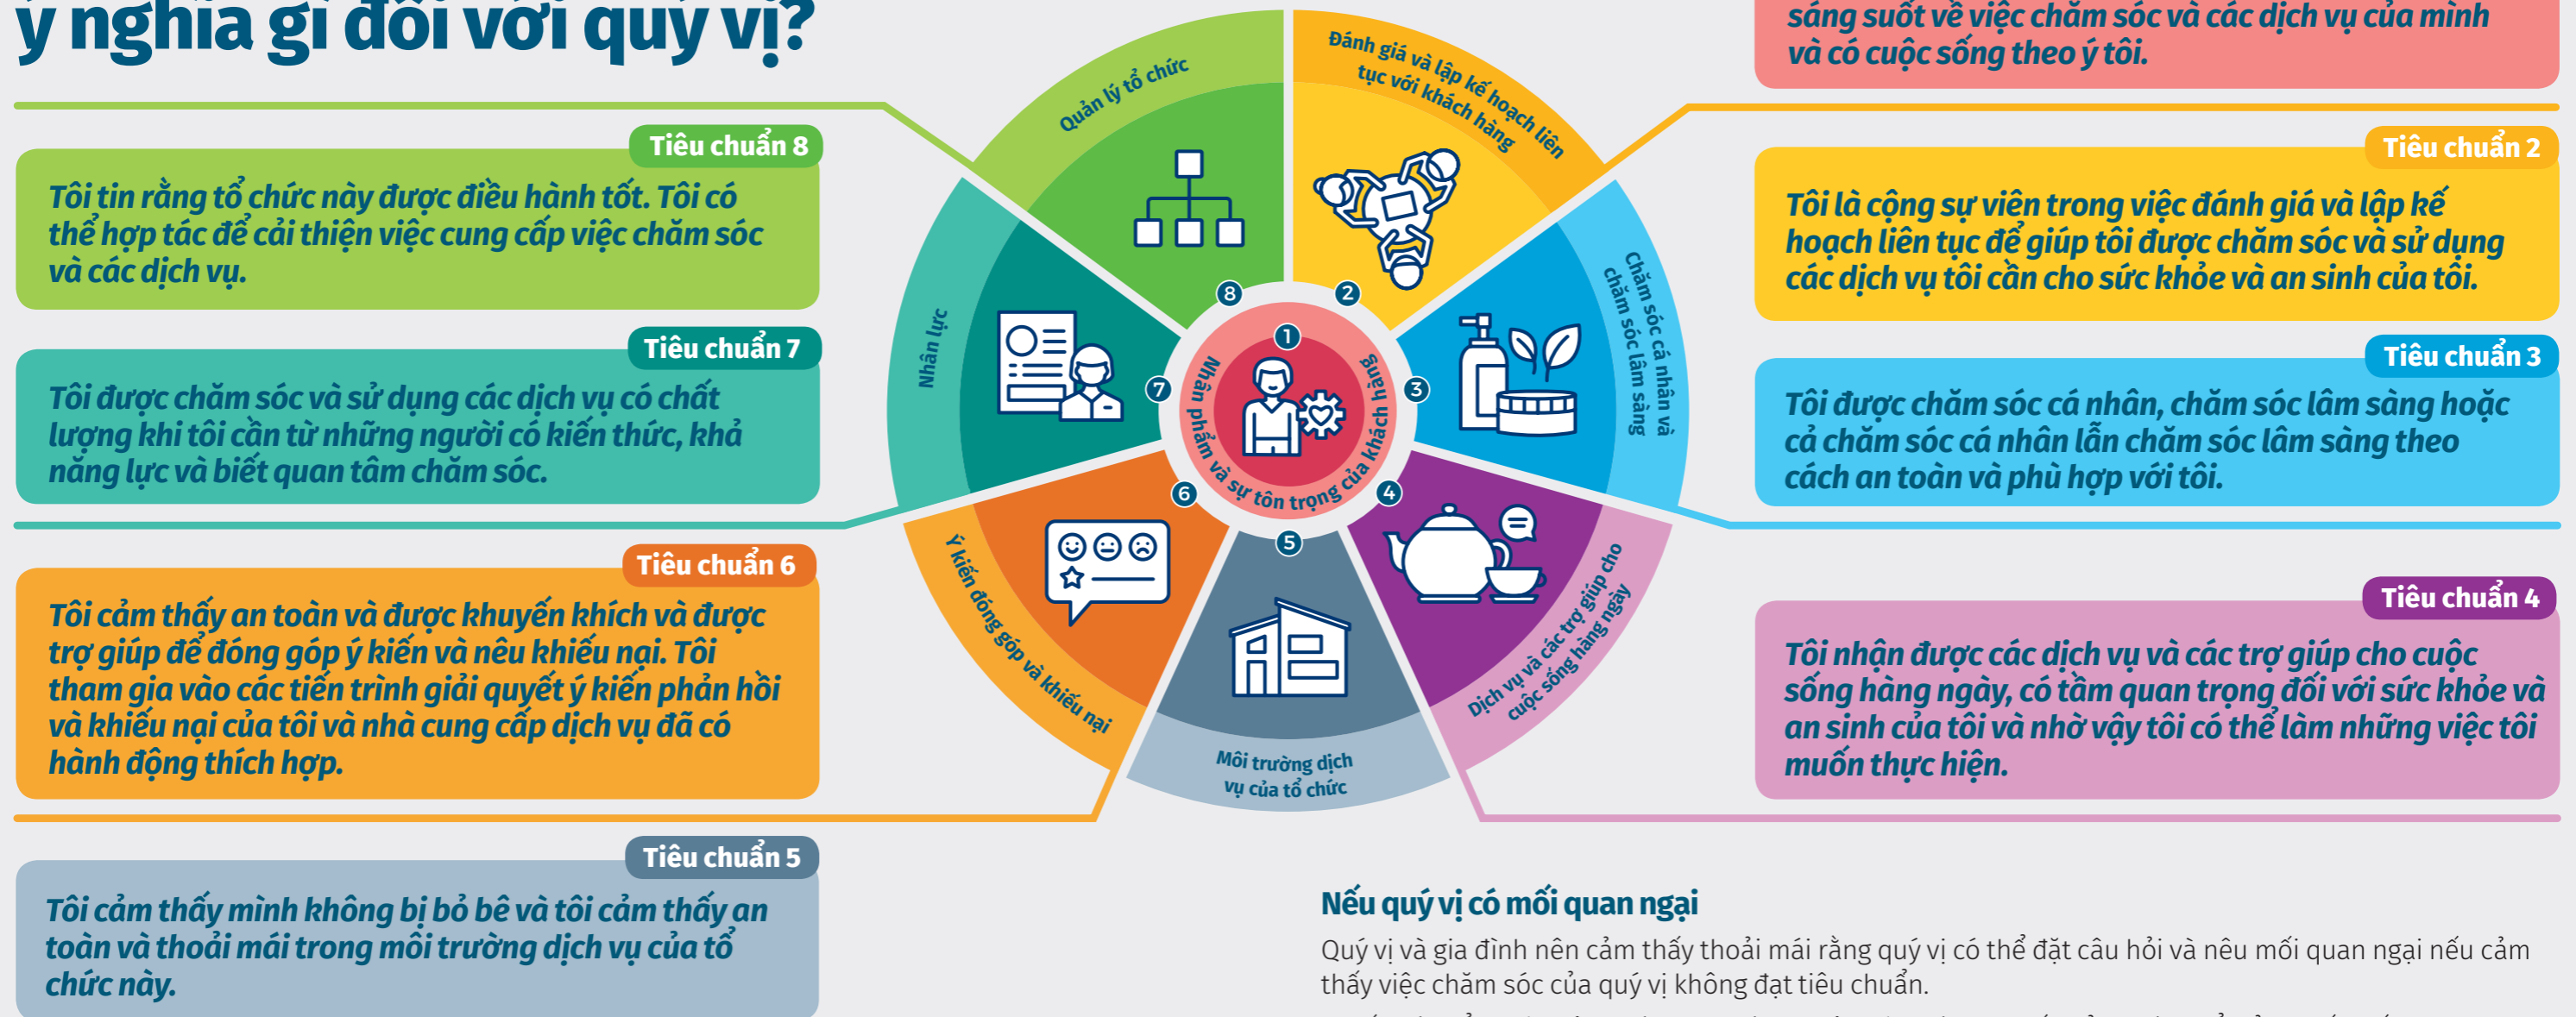 ý nghĩa gì đối với quý vị?
sáng suốt về việc chăm sóc và các dịch vụ của mình
và có cuộc sống theo ý tôi.
Tiêu chuẩn 8
Tôi tin rằng tổ chức này được điều hành tốt. Tôi có
thể hợp tác để cải thiện việc cung cấp việc chăm sóc
và các dịch vụ.
Tiêu chuẩn 7
Tôi được chăm sóc và sử dụng các dịch vụ có chất
lượng khi tôi cần từ những người có kiến thức, khả
năng lực và biết quan tâm chăm sóc.
Tiêu chuẩn 6
Tôi cảm thấy an toàn và được khuyến khích và được
trợ giúp để đóng góp ý kiến và nêu khiếu nại. Tôi
tham gia vào các tiến trình giải quyết ý kiến phản hồi
và khiếu nại của tôi và nhà cung cấp dịch vụ đã có
hành động thích hợp.
Tiêu chuẩn 5
Tôi cảm thấy mình không bị bỏ bê và tôi cảm thấy an
toàn và thoải mái trong môi trường dịch vụ của tổ
chức này.
Quản lý tổ chức
Đánh giá và lập kế hoạch liên
tục với khách hàng
Chăm sóc cá nhân và
chăm sóc lâm sàng
Dịch vụ và các trợ giúp cho
cuộc sống hàng ngày
Môi trường dịch
vụ của tổ chức
Ý kiến đóng góp và khiếu nại
Nhân lực
Nhân phẩm và sự tôn trọng của khách hàng
1
2
3
4
5
6
7
8
Tiêu chuẩn 2
Tôi là cộng sự viên trong việc đánh giá và lập kế
hoạch liên tục để giúp tôi được chăm sóc và sử dụng
các dịch vụ tôi cần cho sức khỏe và an sinh của tôi.
Tiêu chuẩn 3
Tôi được chăm sóc cá nhân, chăm sóc lâm sàng hoặc
cả chăm sóc cá nhân lẫn chăm sóc lâm sàng theo
cách an toàn và phù hợp với tôi.
Tiêu chuẩn 4
Tôi nhận được các dịch vụ và các trợ giúp cho cuộc
sống hàng ngày, có tầm quan trọng đối với sức khỏe và
an sinh của tôi và nhờ vậy tôi có thể làm những việc tôi
muốn thực hiện.
Nếu quý vị có mối quan ngại
Quý vị và gia đình nên cảm thấy thoải mái rằng quý vị có thể đặt câu hỏi và nêu mối quan ngại nếu cảm
thấy việc chăm sóc của quý vị không đạt tiêu chuẩn.